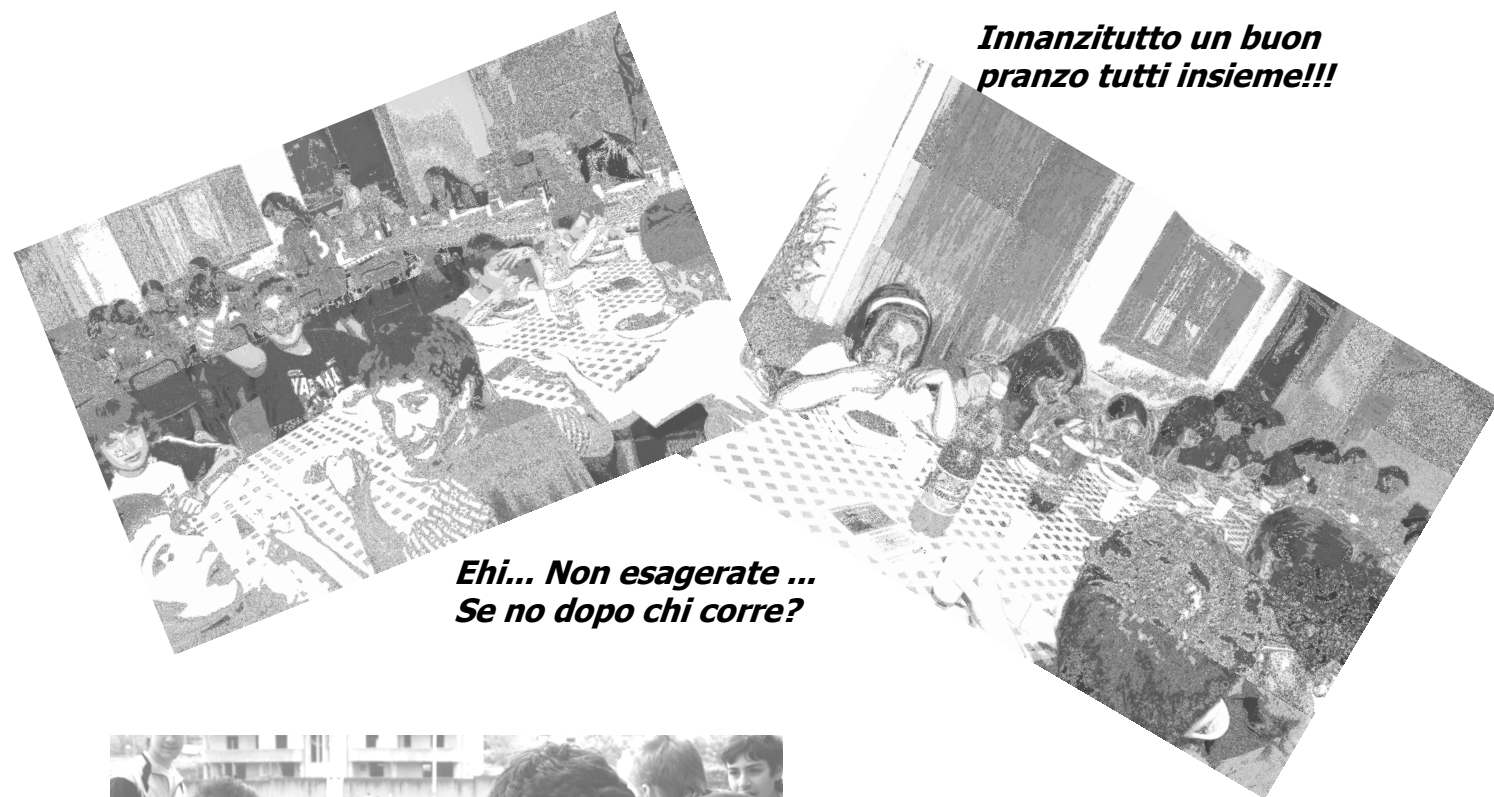 Innanzitutto un buon
pranzo tutti insieme!!!
Ehi... Non esagerate ...
Se no dopo chi corre?